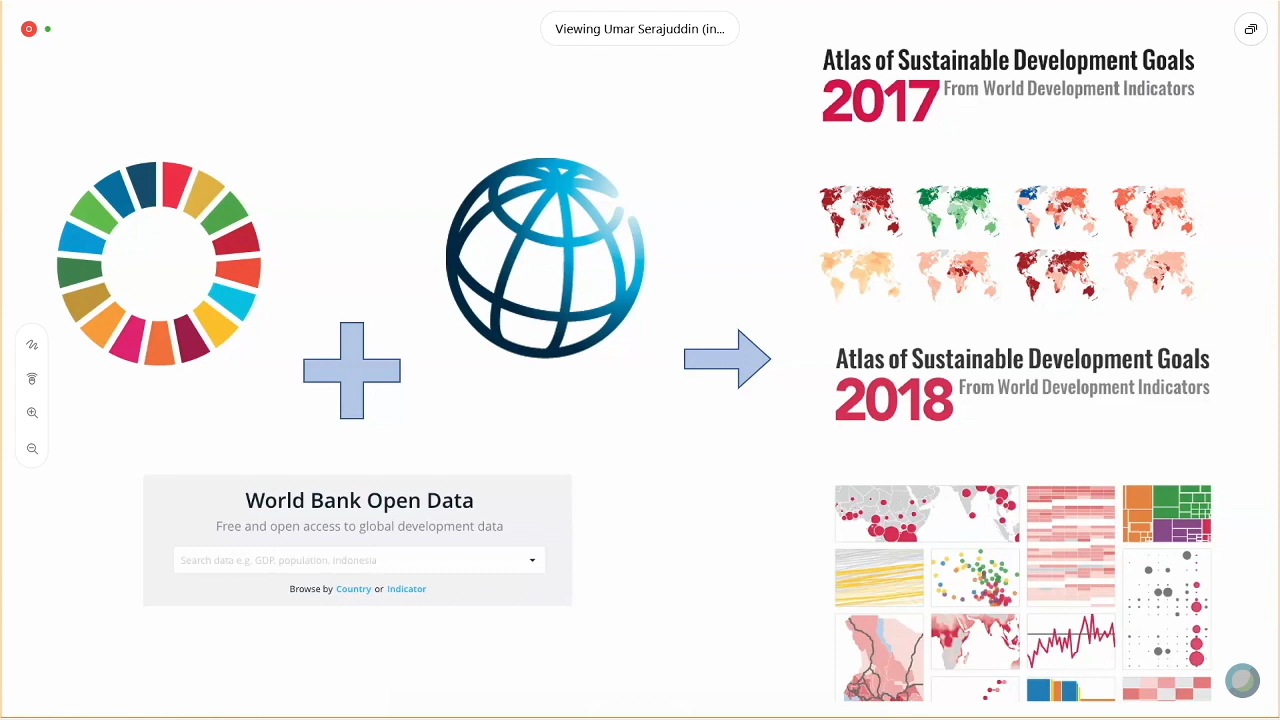 Viewing Umar Serajuddin (in...
Atlas of Sustainable Development Goals
2017 From World Development Indicators
Atlas of Sustainable Development Goals
2018 From World Development Indicators
World Bank Open Data
Free and open access to global development data
Search data e.g. GDP, population, Indonesia
Browse by Country or Indicator